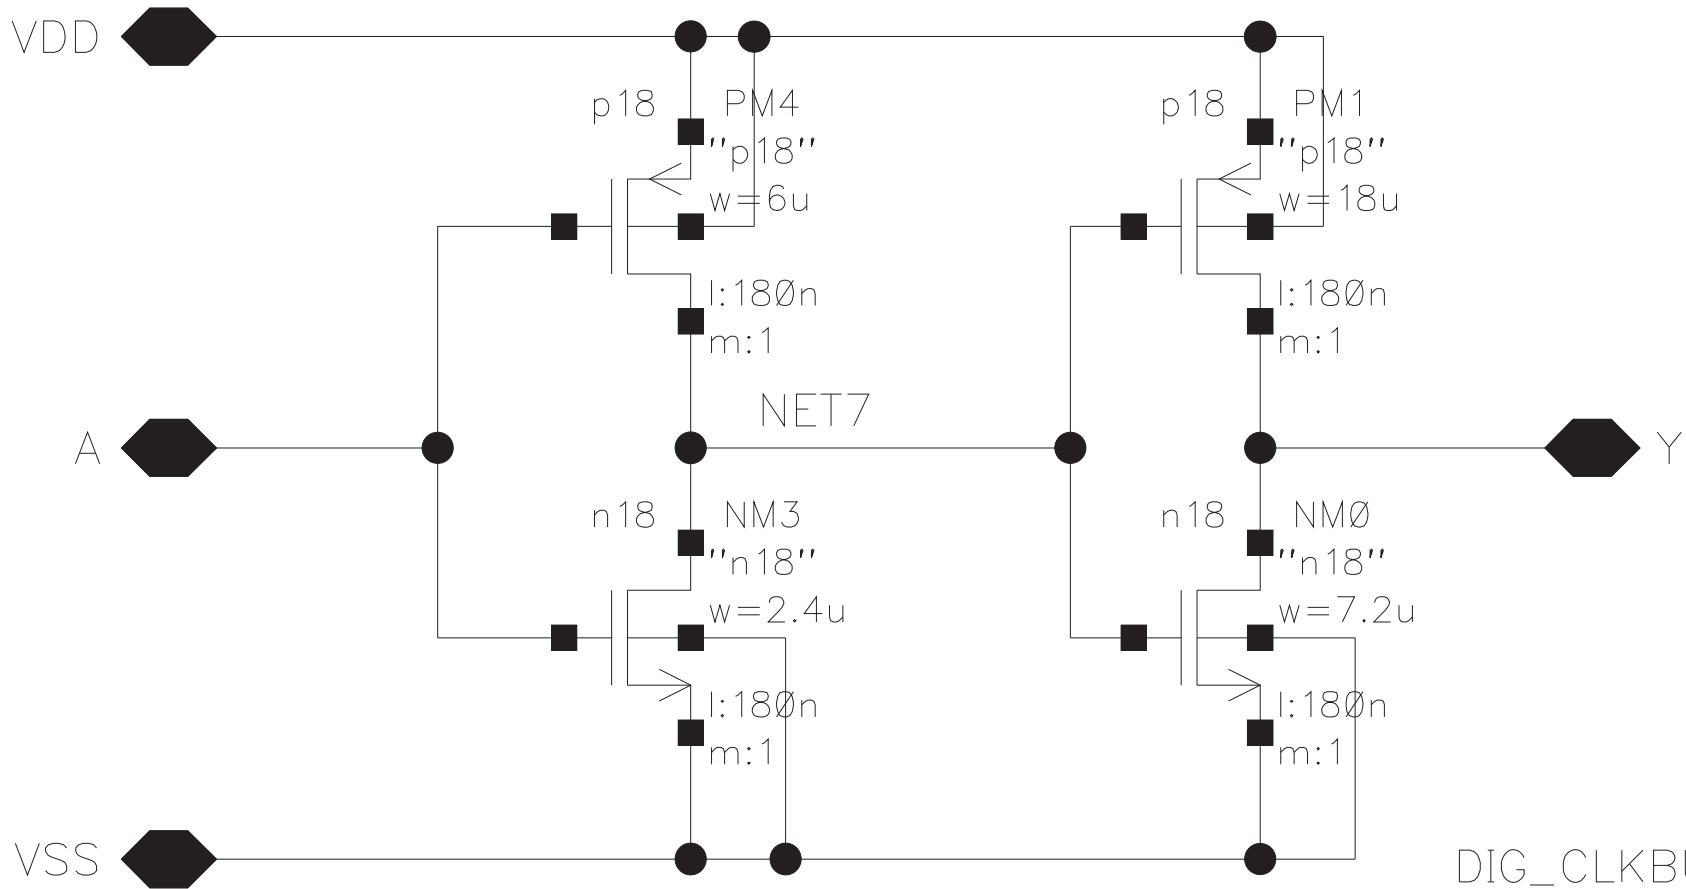 VDD
p18 PM4
"p18"
w=6u
l:180n
m:1
p18 PM1
"p18"
w=18u
l:180n
m:1
NET7
A
Y
n18 NM3
"n18"
w=2.4u
l:180n
m:1
n18 NM0
"n18"
w=7.2u
l:180n
m:1
VSS